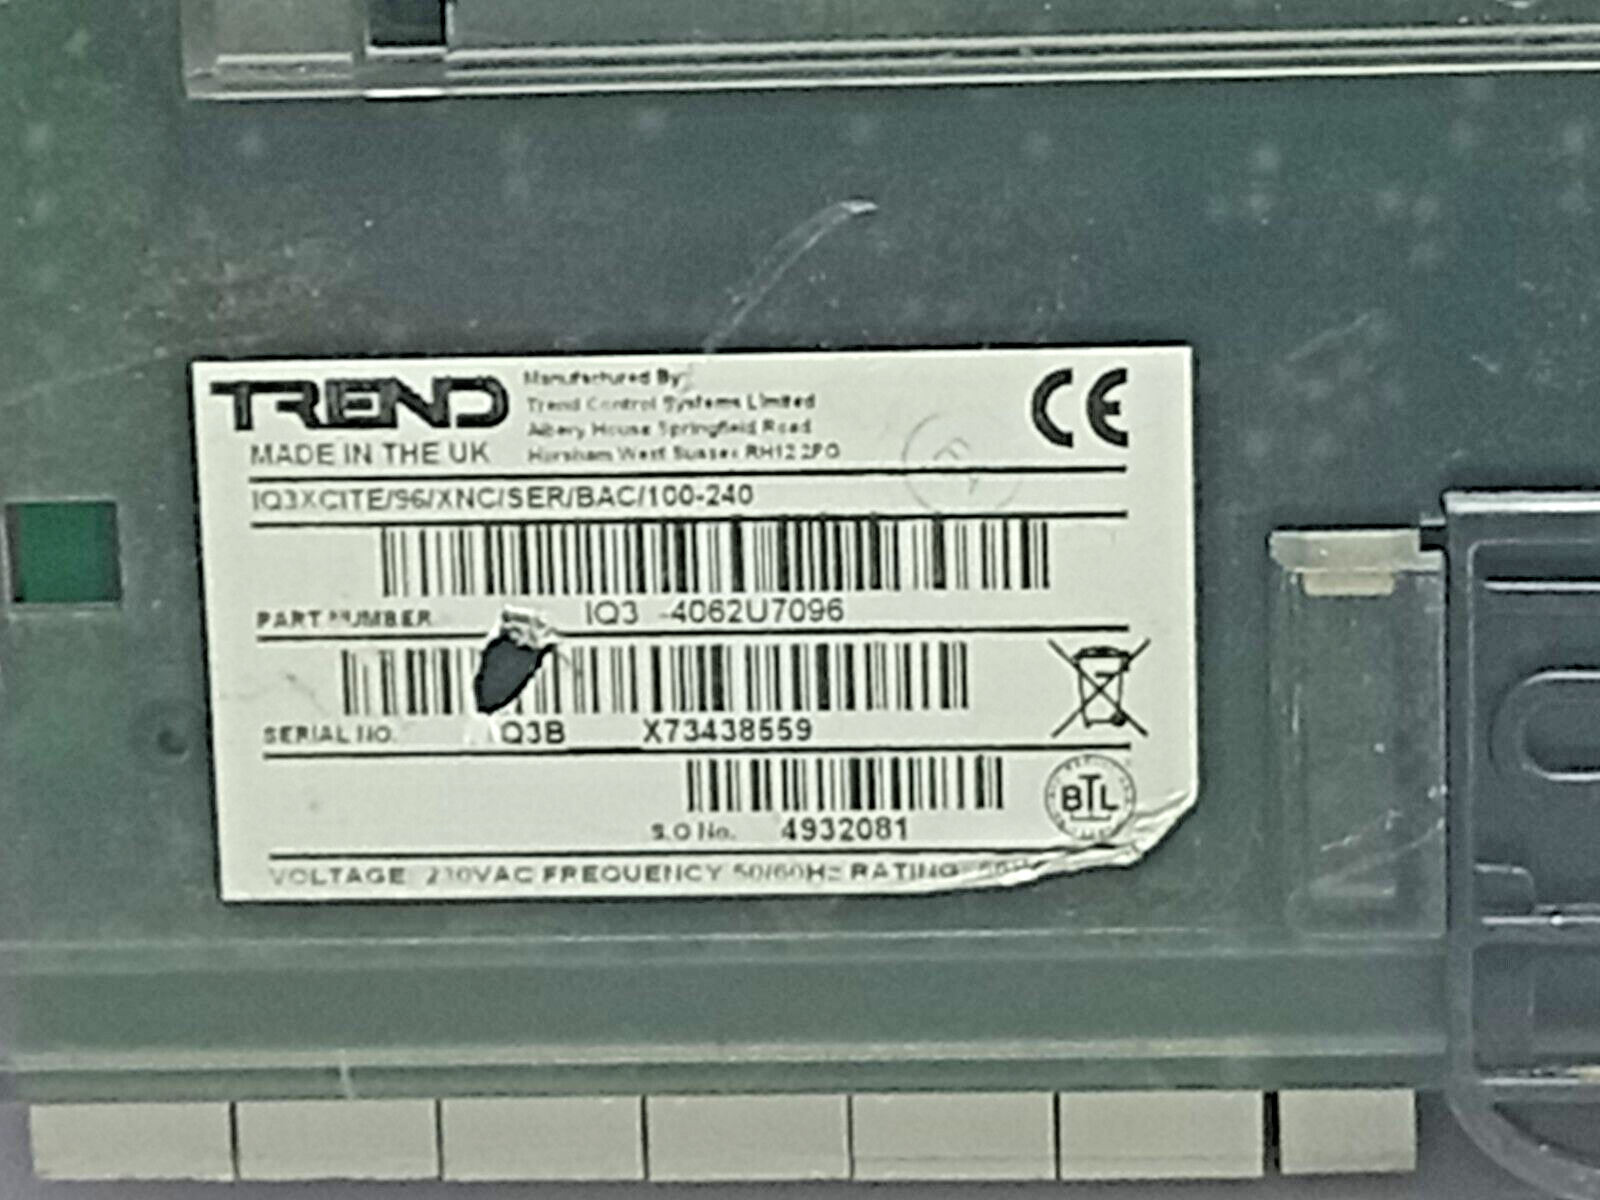 TREND
MADE IN THE UK
Manufactured By:
Trend Control Systems Limited
Albery House Springfield Road
Horsham West Sussex RH12 2PQ
CE
IQ3XCITE/96/XNC/SER/BAC/100-240
PART NUMBER IQ3 -4062U7096
SERIAL NO. IQ3B X73438559
S.O No. 4932081
BTL
VOLTAGE 230VAC FREQUENCY 50/60Hz RATING